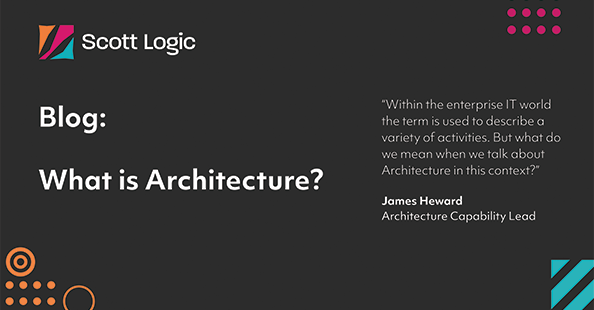 Scott Logic
Blog:
What is Architecture?
“Within the enterprise IT world
the term is used to describe a
variety of activities. But what do
we mean when we talk about
Architecture in this context?”
James Heward
Architecture Capability Lead